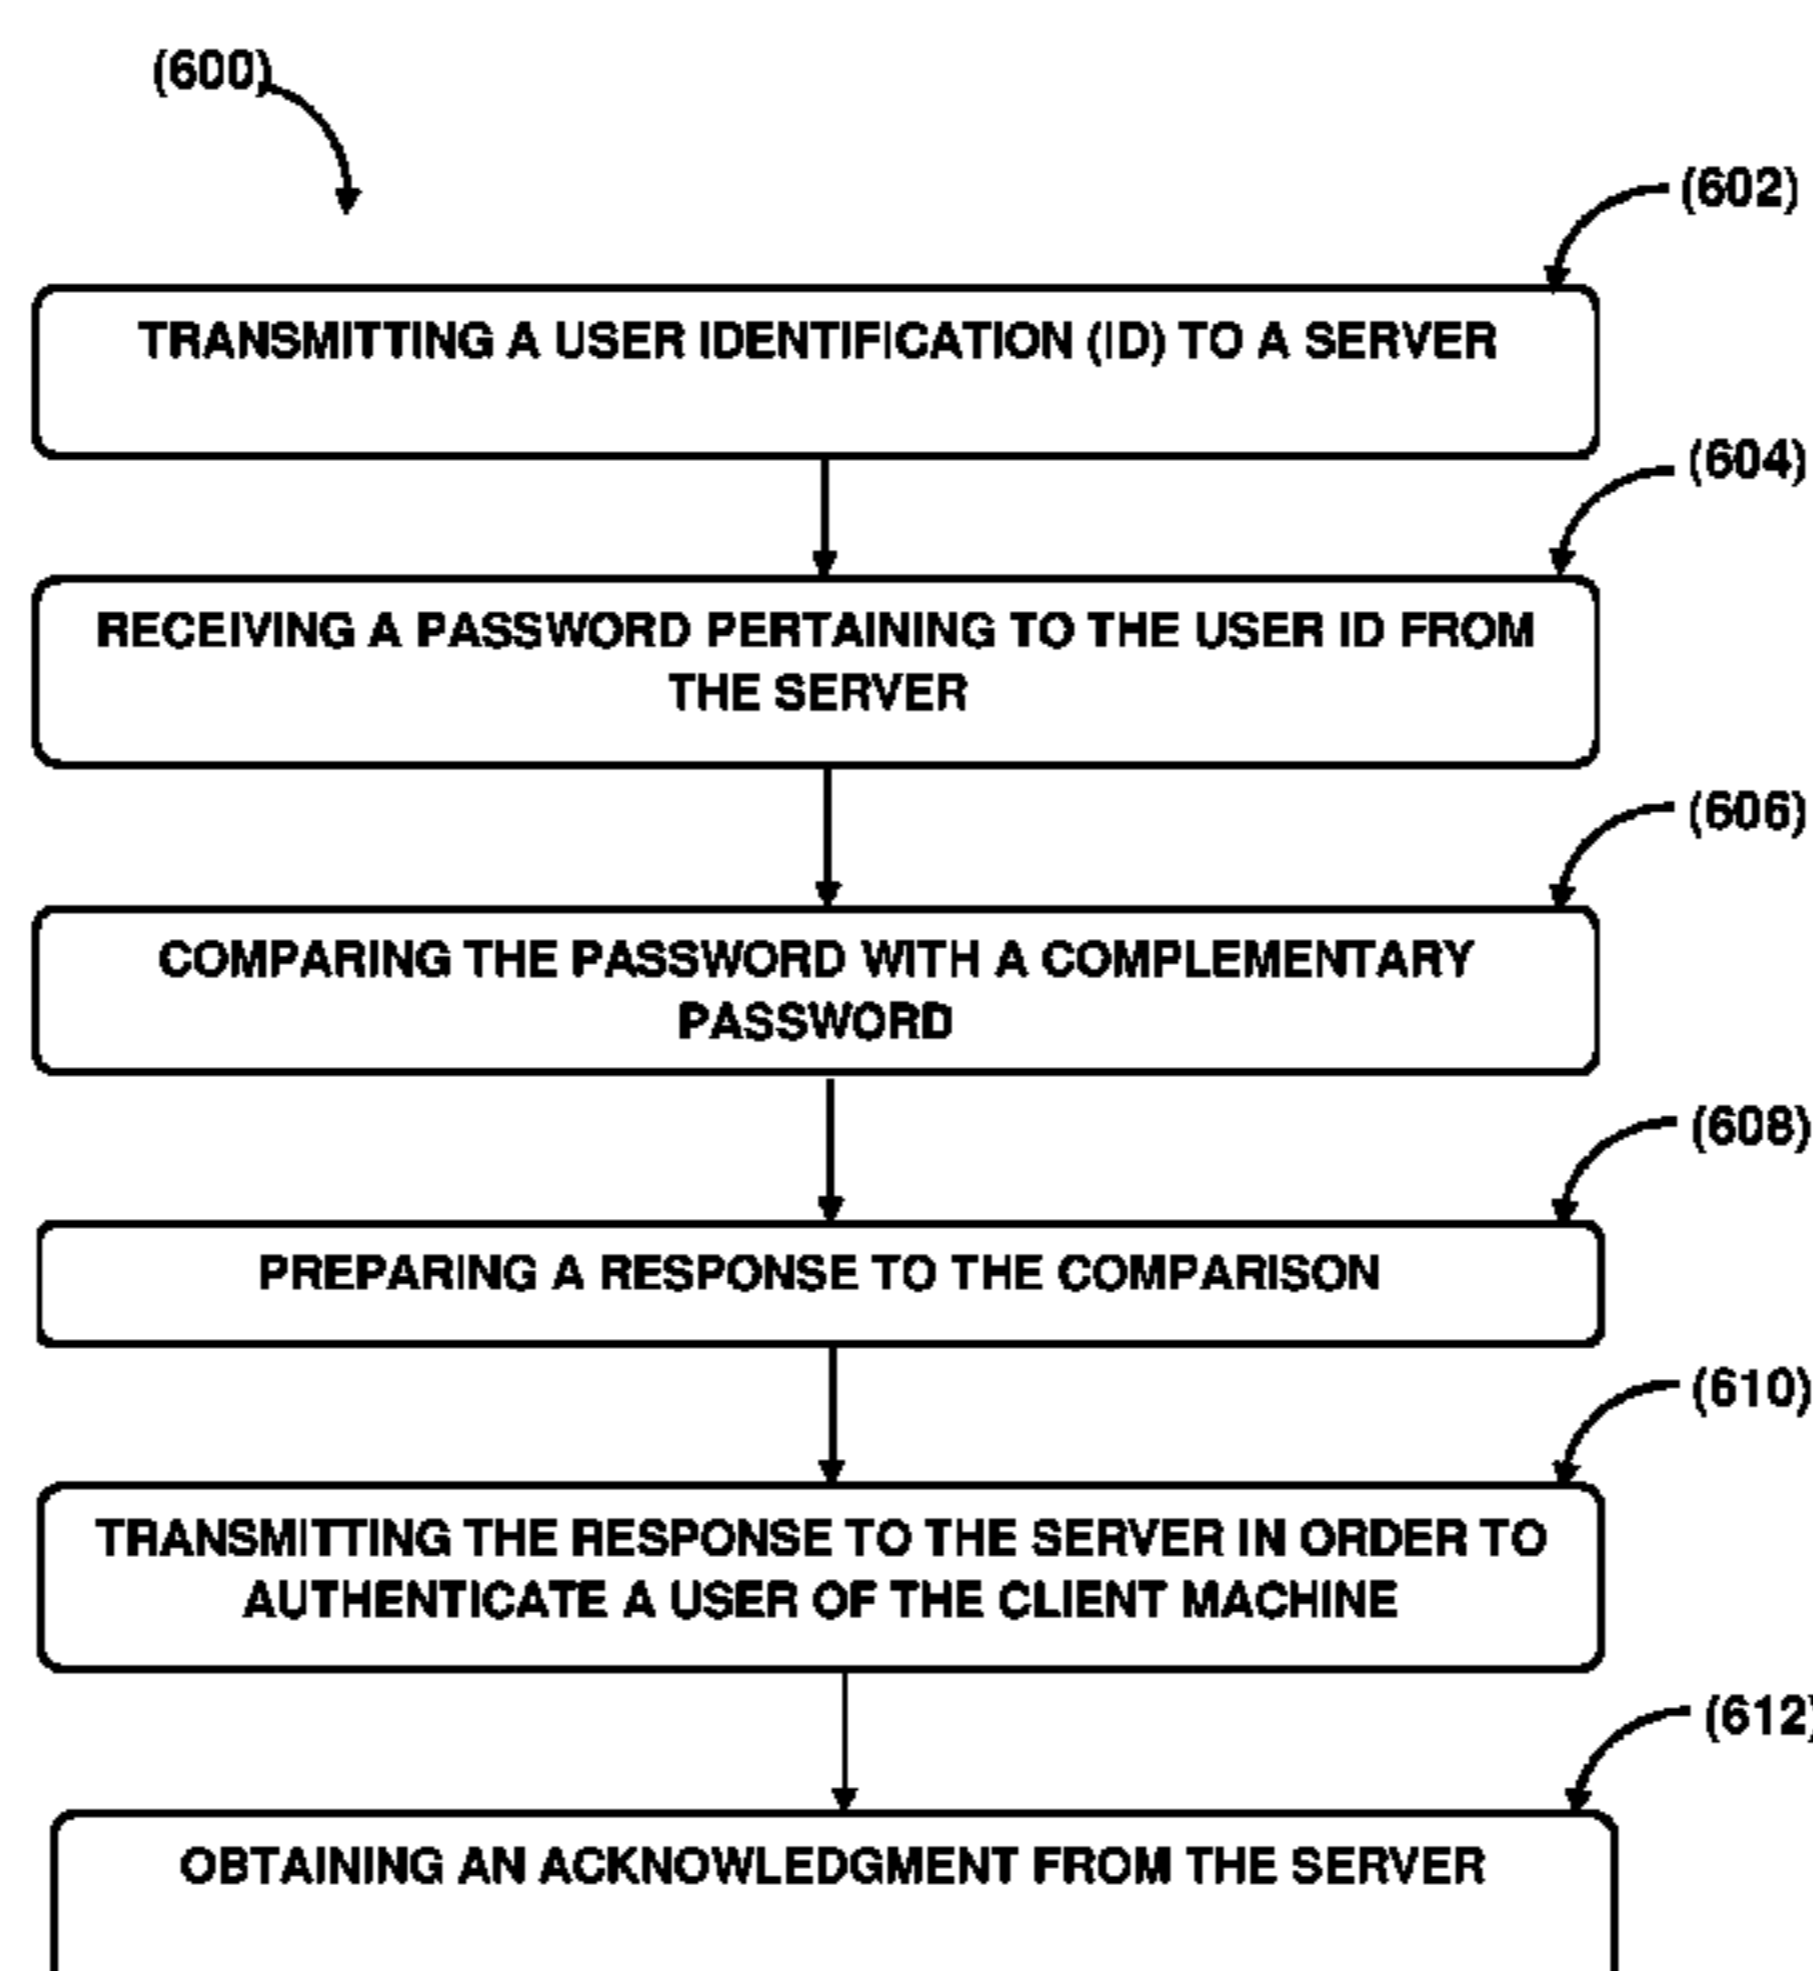 (600)
(602)
TRANSMITTING A USER IDENTIFICATION (ID) TO A SERVER
(604)
RECEIVING A PASSWORD PERTAINING TO THE USER ID FROM
THE SERVER
(606)
COMPARING THE PASSWORD WITH A COMPLEMENTARY
PASSWORD
(608)
PREPARING A RESPONSE TO THE COMPARISON
(610)
TRANSMITTING THE RESPONSE TO THE SERVER IN ORDER TO
AUTHENTICATE A USER OF THE CLIENT MACHINE
(612)
OBTAINING AN ACKNOWLEDGMENT FROM THE SERVER